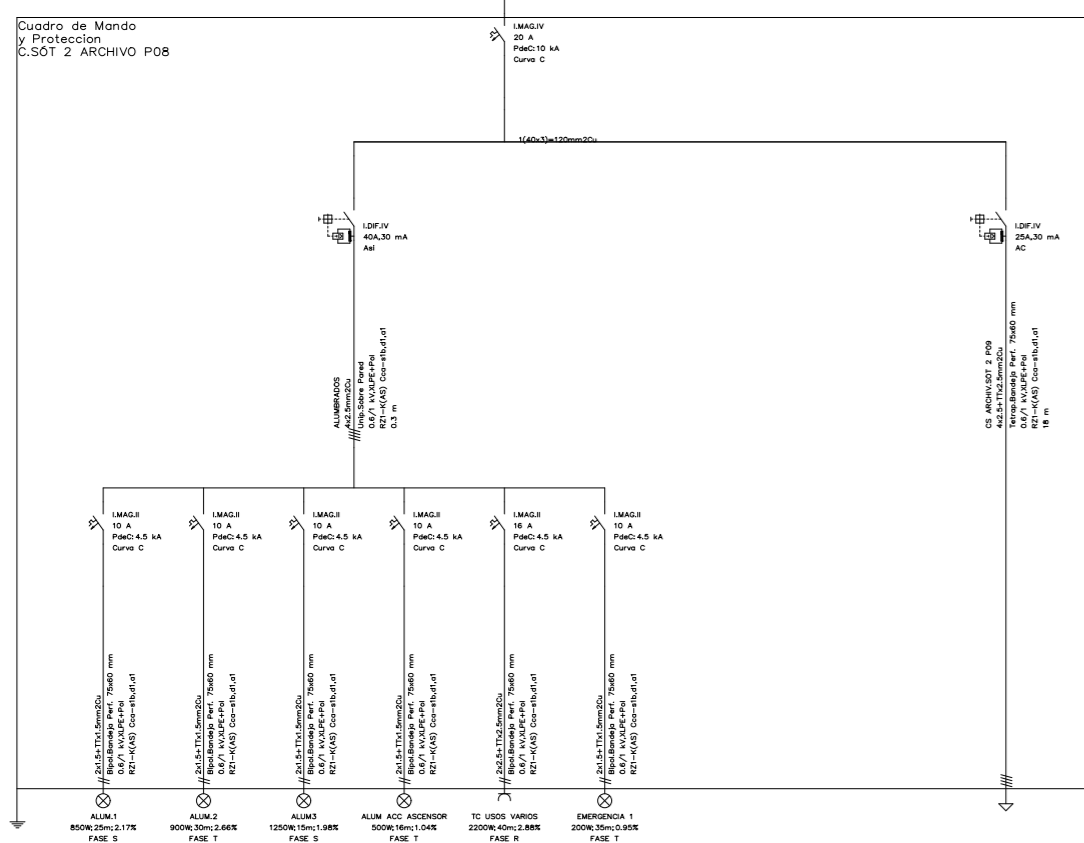 Cuadro de Mando
y Proteccion
C.SÓT 2 ARCHIVO P08
I.MAG.IV
20 A
PdeC: 10 kA
Curva C
1(40x3)=120mm2Cu
I.DIF.IV
40A,30 mA
Asi
I.DIF.IV
25A,30 mA
AC
ALUMBRADOS
4x2.5mm2Cu
Unip.Sobre Pared
0.6/1 kV,XLPE+Pol
RZ1-K(AS) Cca-s1b,d1,a1
0.3 m
CS ARCHIV.SOT 2 P09
4x2.5+TTx2.5mm2Cu
Tetrap.Bandeja Perf. 75x60 mm
0.6/1 kV,XLPE+Pol
RZ1-K(AS) Cca-s1b,d1,a1
18 m
I.MAG.II
10 A
PdeC: 4.5 kA
Curva C
I.MAG.II
10 A
PdeC: 4.5 kA
Curva C
I.MAG.II
10 A
PdeC: 4.5 kA
Curva C
I.MAG.II
10 A
PdeC: 4.5 kA
Curva C
I.MAG.II
16 A
PdeC: 4.5 kA
Curva C
I.MAG.II
10 A
PdeC: 4.5 kA
Curva C
2x1.5+TTx1.5mm2Cu
Bipol.Bandeja Perf. 75x60 mm
0.6/1 kV,XLPE+Pol
RZ1-K(AS) Cca-s1b,d1,a1
2x1.5+TTx1.5mm2Cu
Bipol.Bandeja Perf. 75x60 mm
0.6/1 kV,XLPE+Pol
RZ1-K(AS) Cca-s1b,d1,a1
2x1.5+TTx1.5mm2Cu
Bipol.Bandeja Perf. 75x60 mm
0.6/1 kV,XLPE+Pol
RZ1-K(AS) Cca-s1b,d1,a1
2x1.5+TTx1.5mm2Cu
Bipol.Bandeja Perf. 75x60 mm
0.6/1 kV,XLPE+Pol
RZ1-K(AS) Cca-s1b,d1,a1
2x2.5+TTx2.5mm2Cu
Bipol.Bandeja Perf. 75x60 mm
0.6/1 kV,XLPE+Pol
RZ1-K(AS) Cca-s1b,d1,a1
2x1.5+TTx1.5mm2Cu
Bipol.Bandeja Perf. 75x60 mm
0.6/1 kV,XLPE+Pol
RZ1-K(AS) Cca-s1b,d1,a1
ALUM.1
850W;25m;2.17%
FASE S
ALUM.2
900W;30m;2.66%
FASE T
ALUM3
1250W;15m;1.98%
FASE S
ALUM ACC ASCENSOR
500W;16m;1.04%
FASE T
TC USOS VARIOS
2200W;40m;2.88%
FASE R
EMERGENCIA 1
200W;35m;0.95%
FASE T